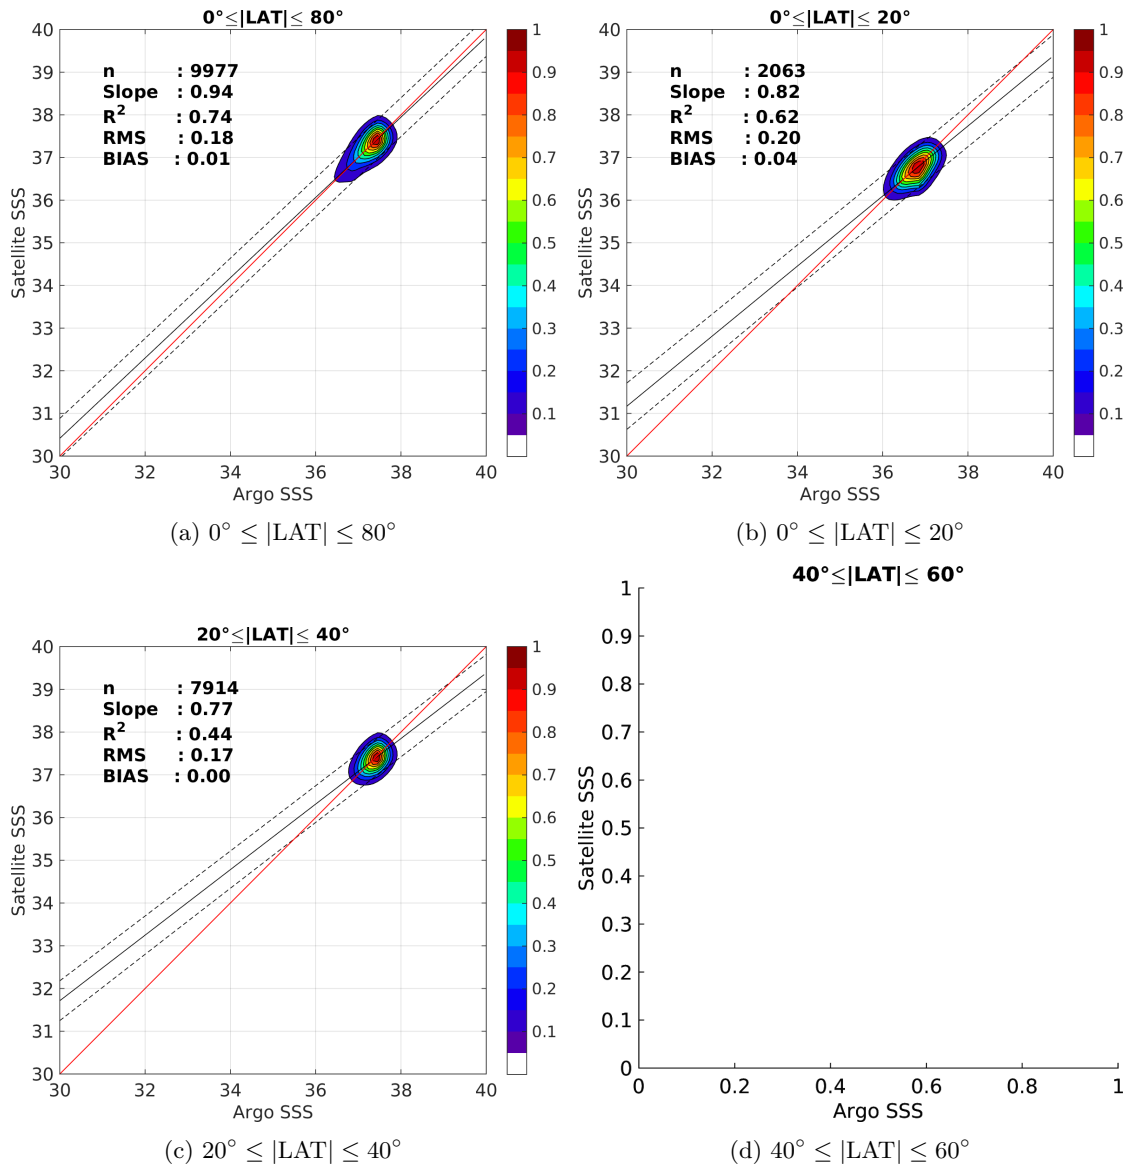 0°≤|LAT|≤ 80°
n : 9977
Slope : 0.94
R² : 0.74
RMS : 0.18
BIAS : 0.01
40
39
38
37
36
35
34
33
32
31
30
Satellite SSS
30 32 34 36 38 40
Argo SSS
1
0.9
0.8
0.7
0.6
0.5
0.4
0.3
0.2
0.1
(a) 0° ≤ |LAT| ≤ 80°
0°≤|LAT|≤ 20°
n : 2063
Slope : 0.82
R² : 0.62
RMS : 0.20
BIAS : 0.04
40
39
38
37
36
35
34
33
32
31
30
Satellite SSS
30 32 34 36 38 40
Argo SSS
1
0.9
0.8
0.7
0.6
0.5
0.4
0.3
0.2
0.1
(b) 0° ≤ |LAT| ≤ 20°
20°≤|LAT|≤ 40°
n : 7914
Slope : 0.77
R² : 0.44
RMS : 0.17
BIAS : 0.00
40
39
38
37
36
35
34
33
32
31
30
Satellite SSS
30 32 34 36 38 40
Argo SSS
1
0.9
0.8
0.7
0.6
0.5
0.4
0.3
0.2
0.1
(c) 20° ≤ |LAT| ≤ 40°
40°≤|LAT|≤ 60°
1
0.9
0.8
0.7
0.6
0.5
0.4
0.3
0.2
0.1
0
Satellite SSS
0 0.2 0.4 0.6 0.8 1
Argo SSS
(d) 40° ≤ |LAT| ≤ 60°